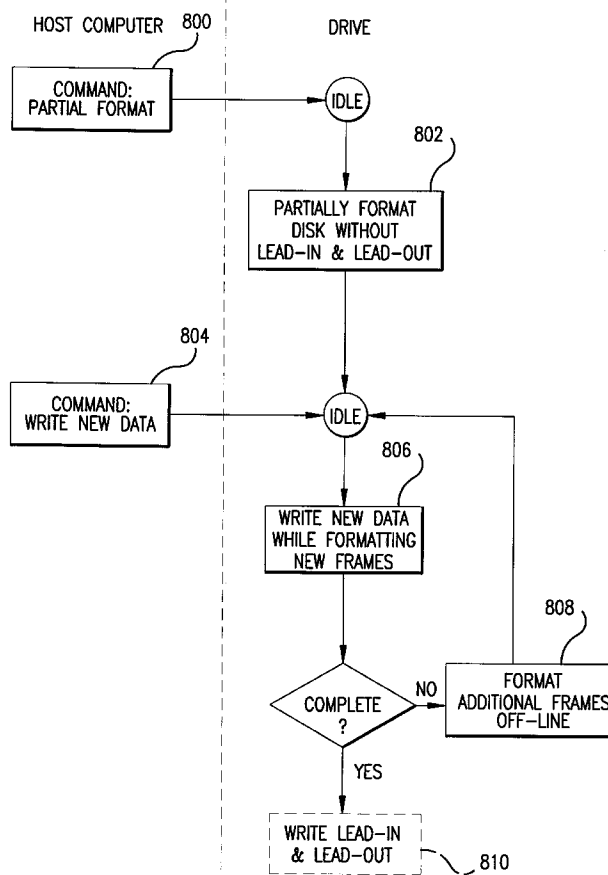 HOST COMPUTER
DRIVE
800
COMMAND:
PARTIAL FORMAT
IDLE
802
PARTIALLY FORMAT
DISK WITHOUT
LEAD-IN & LEAD-OUT
804
COMMAND:
WRITE NEW DATA
IDLE
806
WRITE NEW DATA
WHILE FORMATTING
NEW FRAMES
808
FORMAT
ADDITIONAL FRAMES
OFF-LINE
COMPLETE
?
NO
YES
WRITE LEAD-IN
& LEAD-OUT
810